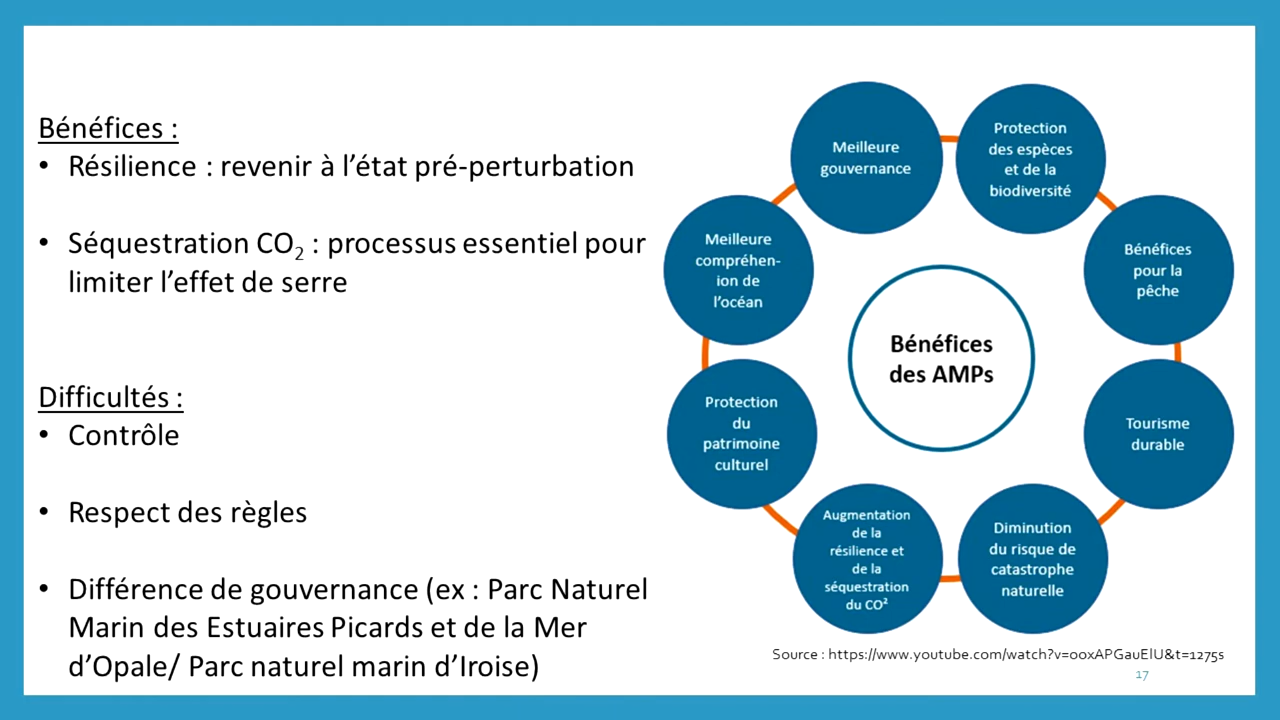 Bénéfices :
• Résilience : revenir à l’état pré-perturbation
• Séquestration CO₂ : processus essentiel pour
limiter l’effet de serre
Difficultés :
• Contrôle
• Respect des règles
• Différence de gouvernance (ex : Parc Naturel
Marin des Estuaires Picards et de la Mer
d’Opale/ Parc naturel marin d’Iroise)
Bénéfices
des AMPs
Meilleure
gouvernance
Protection
des espèces
et de la
biodiversité
Bénéfices
pour la
pêche
Tourisme
durable
Diminution
du risque de
catastrophe
naturelle
Augmentation
de la
résilience et
de la
séquestration
du CO²
Protection
du
patrimoine
culturel
Meilleure
compréhen-
ion de
l’océan
Source : https://www.youtube.com/watch?v=0oxAPGauElU&t=1275s
17